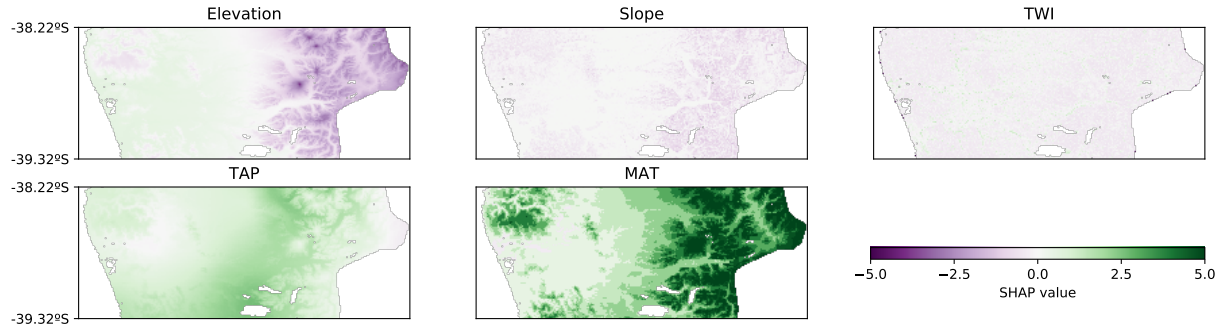 Elevation
Slope
TWI
-38.22ºS
-39.32ºS
TAP
MAT
-38.22ºS
-39.32ºS
−5.0 −2.5 0.0 2.5 5.0
SHAP value